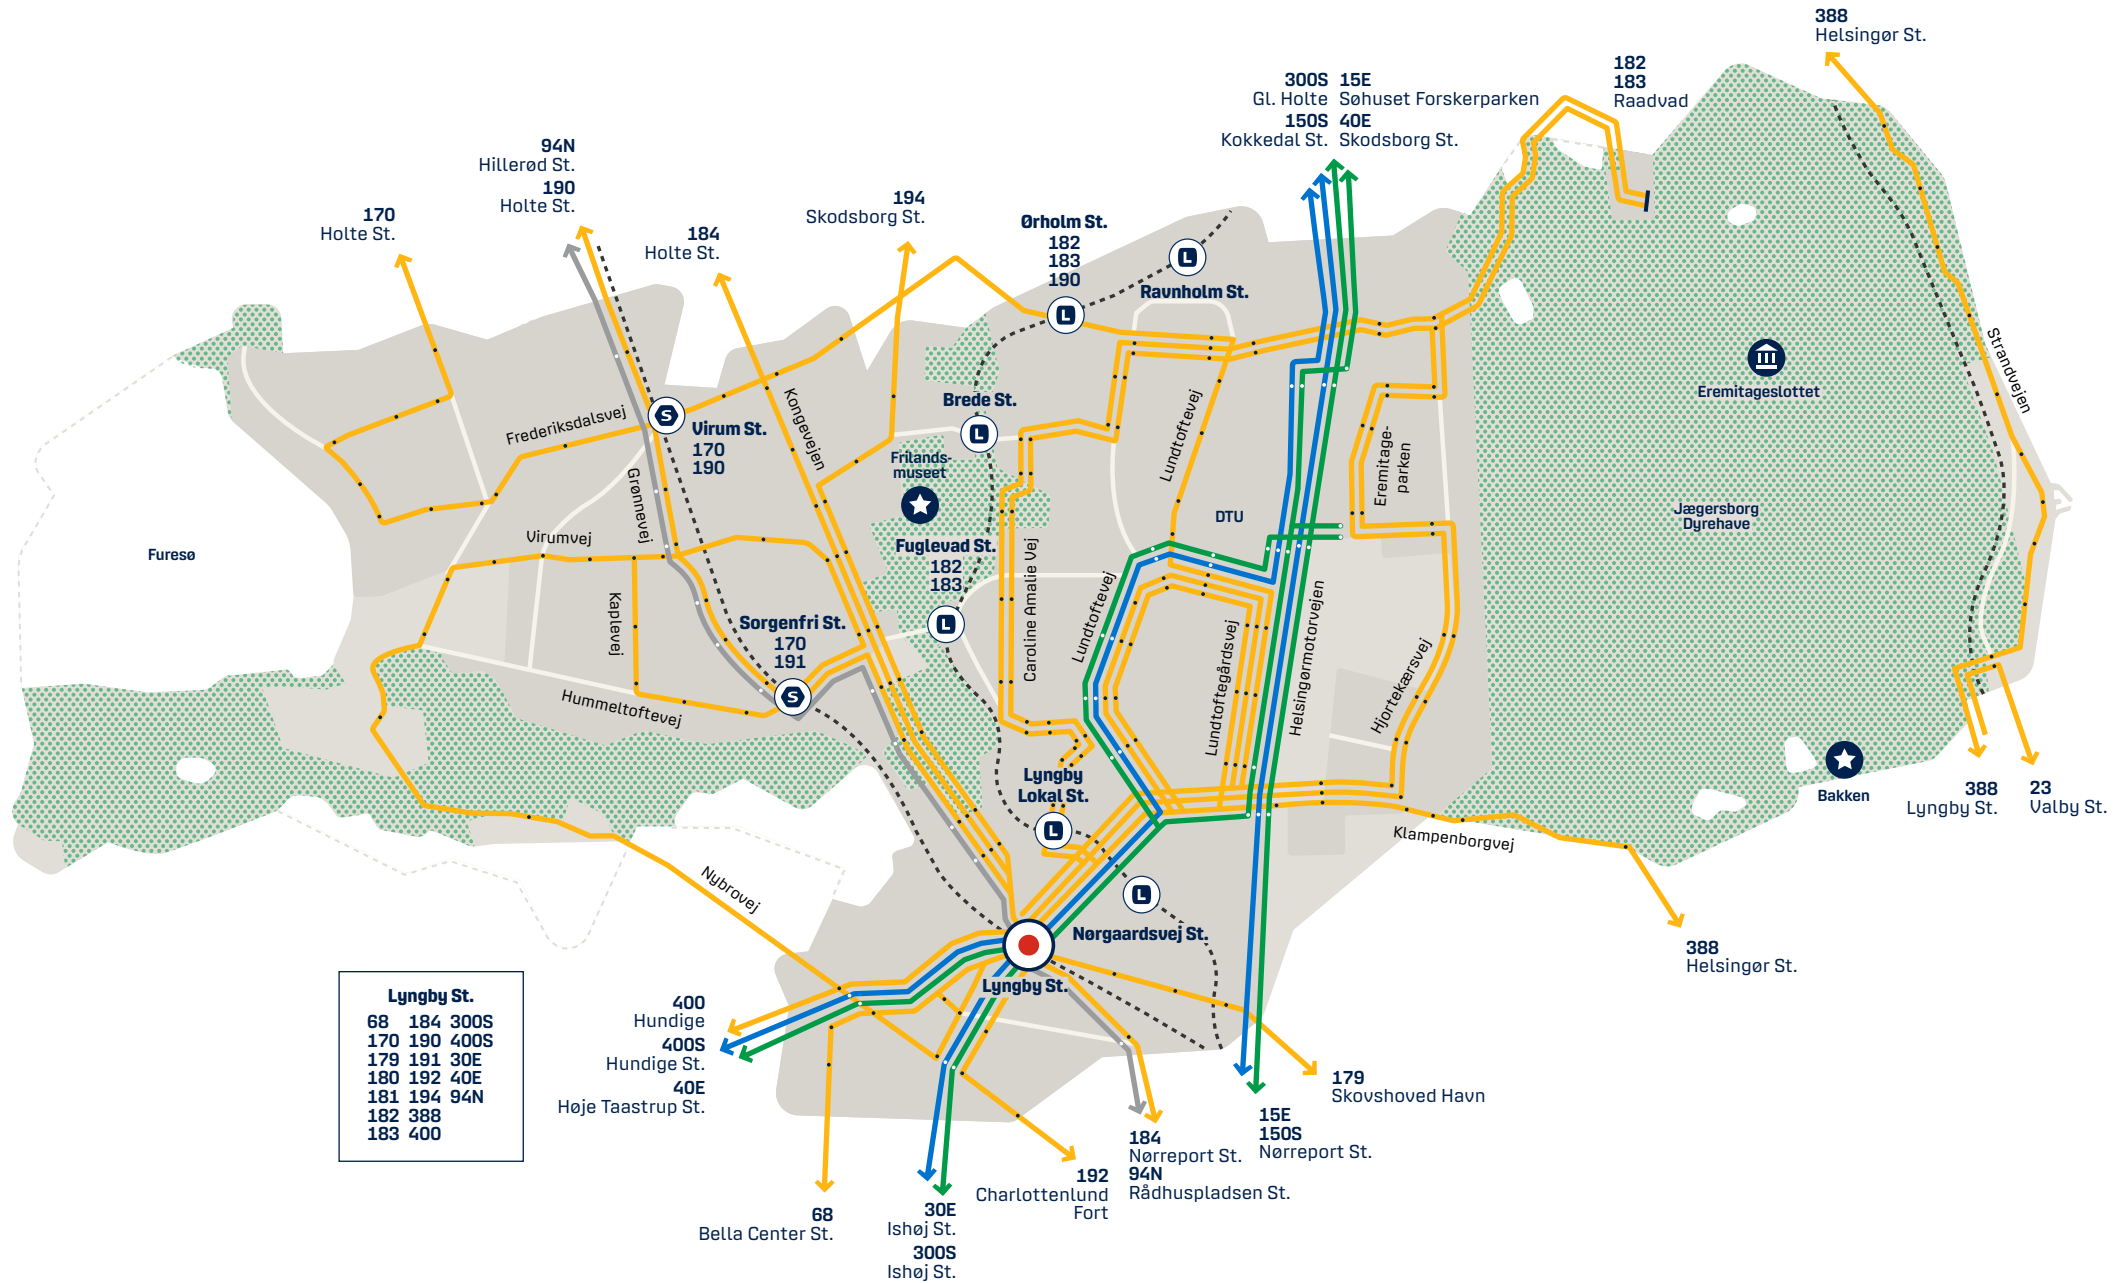 388
Helsingør St.
182
183
Raadvad
300S 15E
Gl. Holte Søhuset Forskerparken
150S 40E
Kokkedal St. Skodsborg St.
94N
Hillerød St.
190
Holte St.
170
Holte St.
184
Holte St.
194
Skodsborg St.
Ørholm St.
182
183
190
L
Ravnholm St.
L
Strandvejen
Eremitageslottet
Brede St.
L
Kongevejen
Frederiksdalsvej
S
Virum St.
170
190
Frilands-
museet
Lundtoftevej
Eremitage-
parken
Grønnevej
DTU
Jægersborg
Dyrehave
Virumvej
Furesø
Fuglevad St.
182
183
L
Caroline Amalie Vej
Lundtoftevej
Kaplevej
Sorgenfri St.
170
191
S
Lundtoftegårdsvej
Helsingørmotorvejen
Hjortekærsvej
Hummeltoftevej
Lyngby
Lokal St.
L
Bakken
388
Lyngby St.
23
Valby St.
Klampenborgvej
Nybrovej
L
Nørgaardsvej St.
388
Helsingør St.
Lyngby St.
Lyngby St.
68 184 300S
170 190 400S
179 191 30E
180 192 40E
181 194 94N
182 388
183 400
400
Hundige
400S
Hundige St.
40E
Høje Taastrup St.
179
Skovshoved Havn
15E
150S
Nørreport St.
184
Nørreport St.
94N
Rådhuspladsen St.
192
Charlottenlund
Fort
68
Bella Center St.
30E
Ishøj St.
300S
Ishøj St.